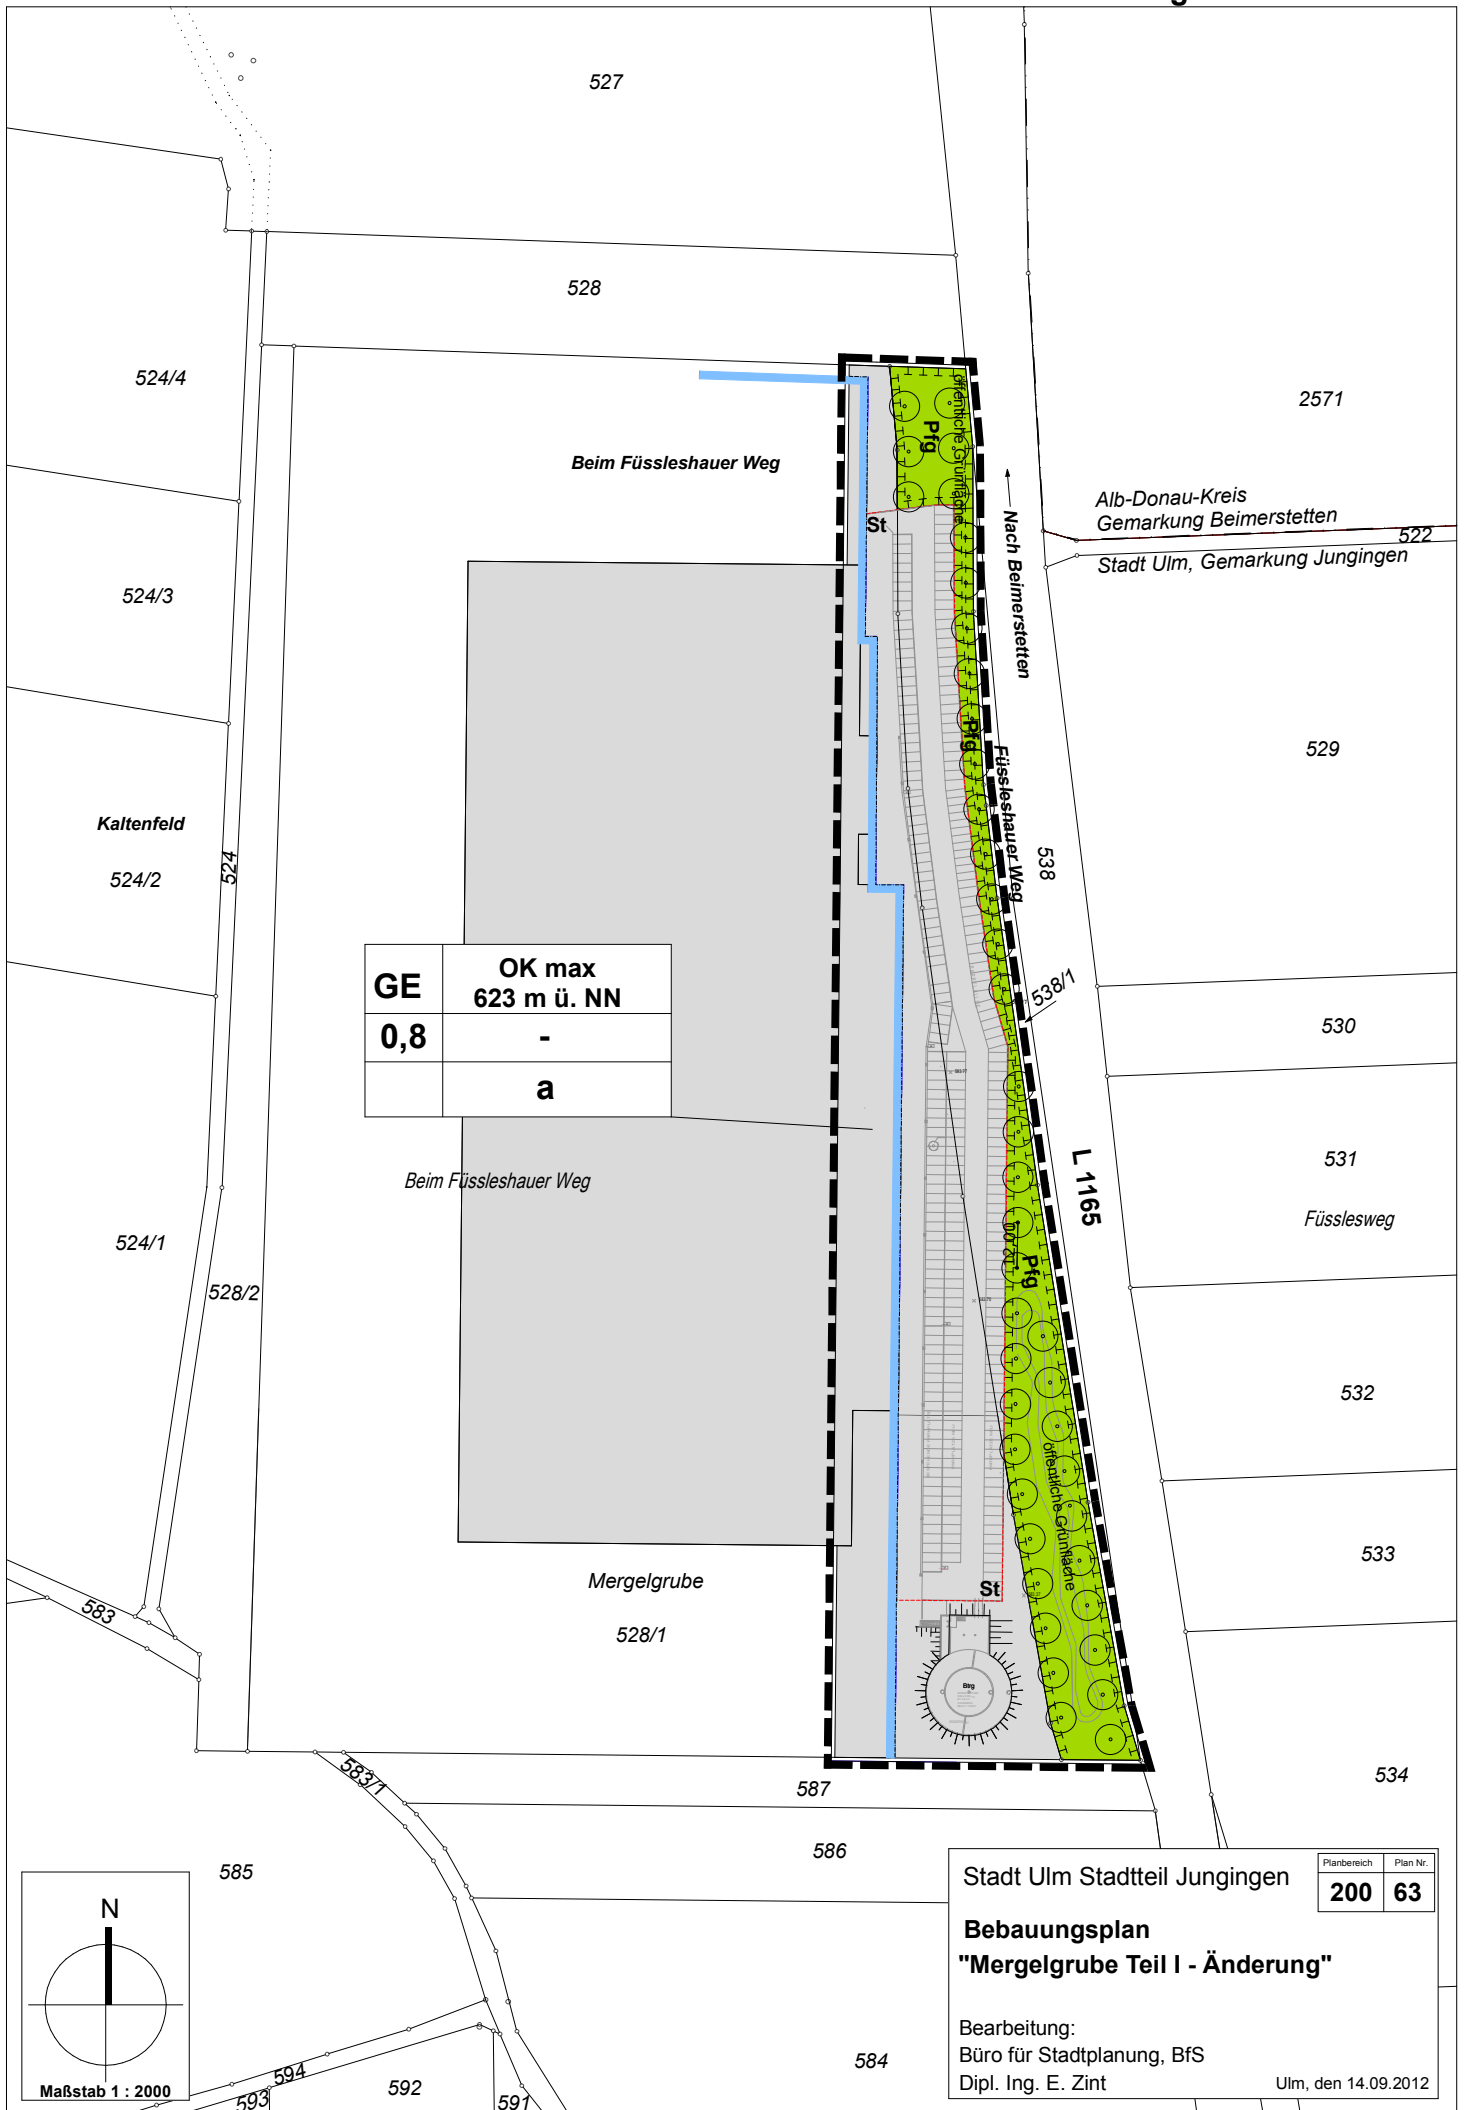 527
528
524/4
2571
Beim Füssleshauer Weg
öffentliche Grünfläche
Pfg
St
Nach Beimerstetten
Alb-Donau-Kreis
Gemarkung Beimerstetten
522
Stadt Ulm, Gemarkung Jungingen
524/3
529
Pfg
Füssleshauer Weg
Kaltenfeld
524/2
524
538
GE
OK max
623 m ü. NN
0,8
-
a
538/1
530
531
Füsslesweg
L 1165
Beim Füssleshauer Weg
524/1
528/2
12.00
Pfg
532
öffentliche Grünfläche
533
Mergelgrube
528/1
St
583
Btrg
583/1
587
534
586
585
N
Maßstab 1 : 2000
594
593
592
591
584
Stadt Ulm Stadtteil Jungingen
Planbereich
Plan Nr.
200
63
Bebauungsplan
"Mergelgrube Teil I - Änderung"
Bearbeitung:
Büro für Stadtplanung, BfS
Dipl. Ing. E. Zint
Ulm, den 14.09.2012